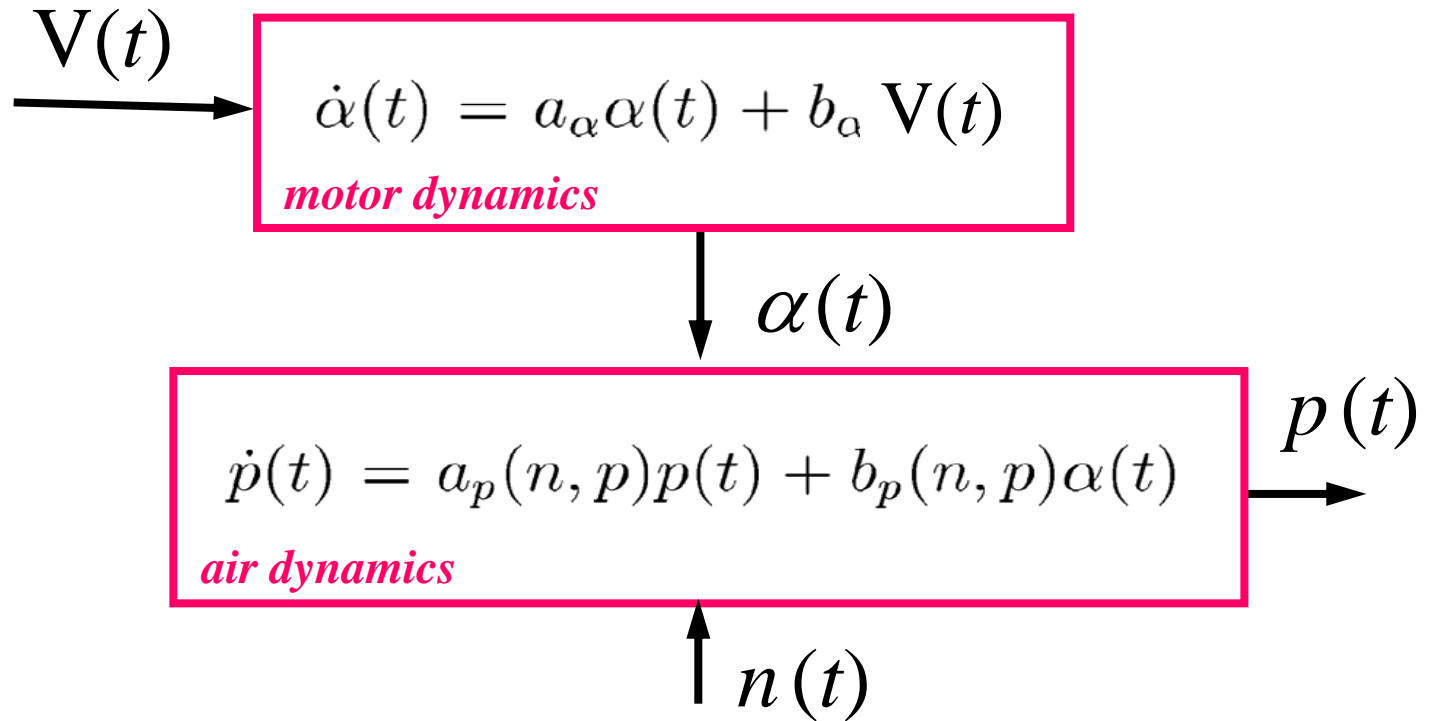 V(t)
α̇(t) = a_α α(t) + b_α V(t)
motor dynamics
α(t)
p(t)
ṗ(t) = a_p(n, p)p(t) + b_p(n, p)α(t)
air dynamics
n(t)